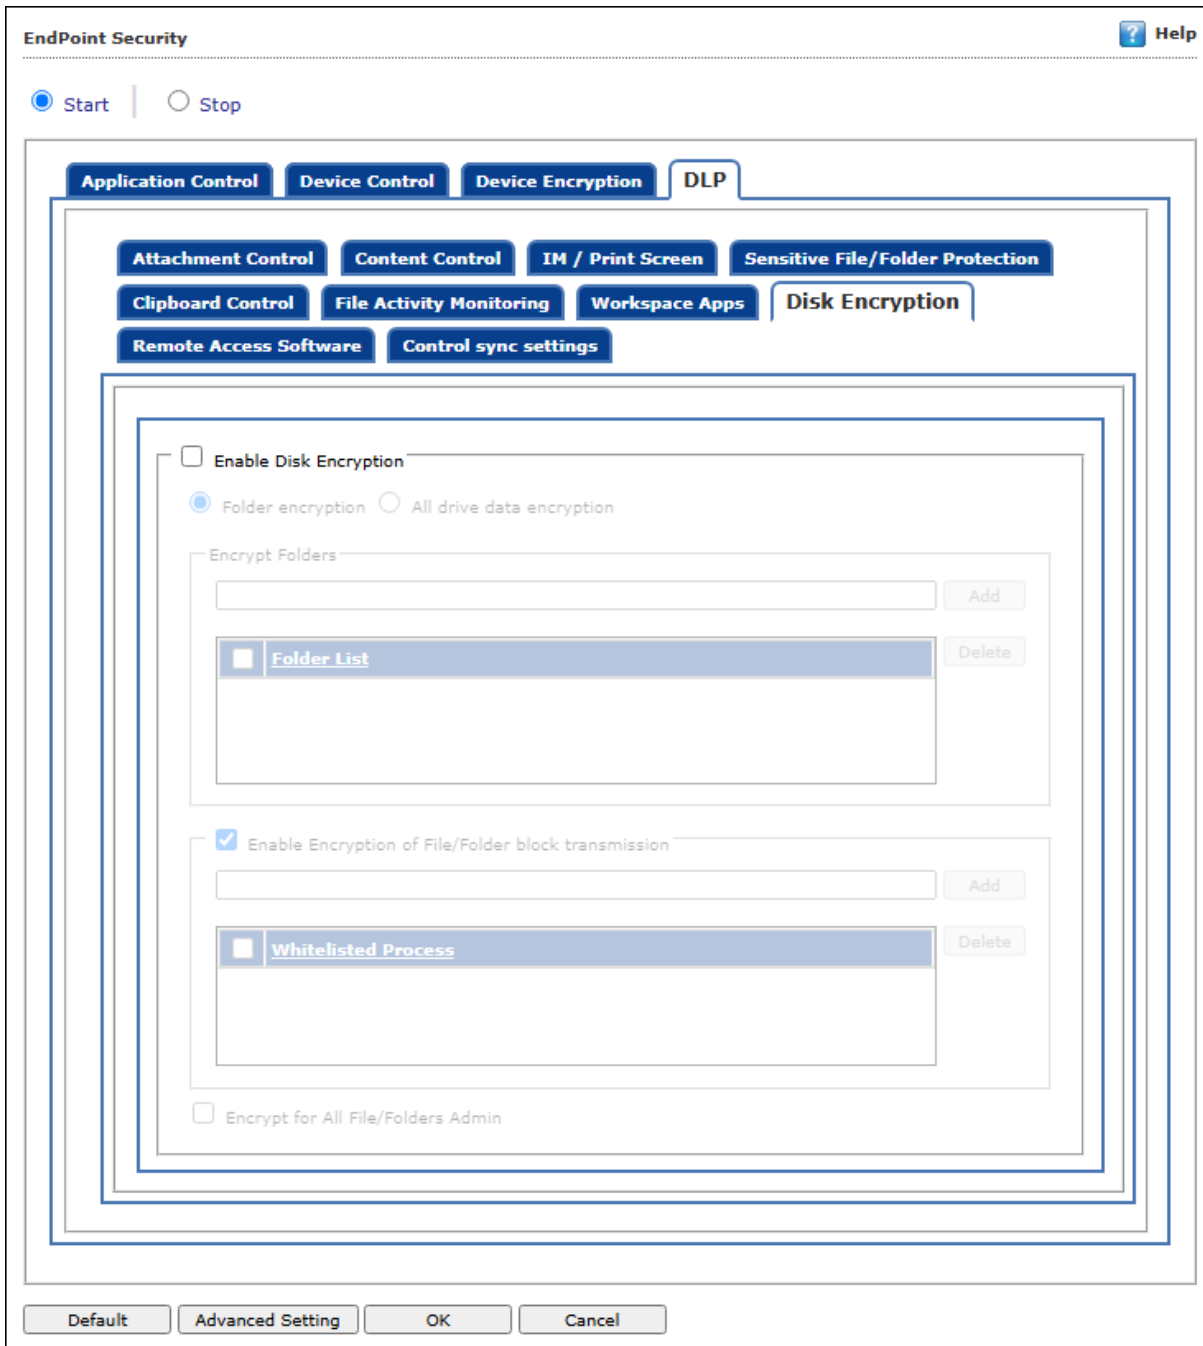 EndPoint Security
? Help
Start Stop
Application Control Device Control Device Encryption DLP
Attachment Control Content Control IM / Print Screen Sensitive File/Folder Protection
Clipboard Control File Activity Monitoring Workspace Apps Disk Encryption
Remote Access Software Control sync settings
Enable Disk Encryption
Folder encryption All drive data encryption
Encrypt Folders
Add
Folder List Delete
Enable Encryption of File/Folder block transmission
Add
Whitelisted Process Delete
Encrypt for All File/Folders Admin
Default Advanced Setting OK Cancel